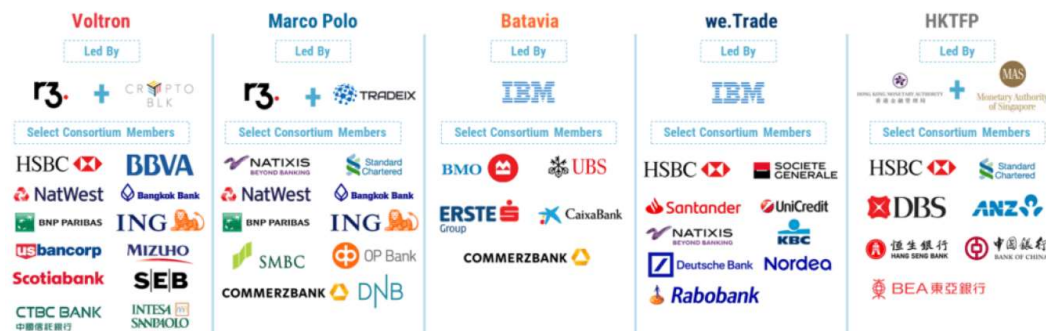 Voltron
Led By
r3.
+
CRYPTO
BLK
Select Consortium Members
HSBC
BBVA
NatWest
Bangkok Bank
BNP PARIBAS
ING
usbancorp
MIZUHO
Scotiabank
S|E|B
CTBC BANK
中國信託銀行
INTESA
SANPAOLO
Marco Polo
Led By
r3.
+
TRADEIX
Select Consortium Members
NATIXIS
BEYOND BANKING
Standard
Chartered
NatWest
Bangkok Bank
BNP PARIBAS
ING
SMBC
OP Bank
COMMERZBANK
DNB
Batavia
Led By
IBM
Select Consortium Members
BMO
UBS
ERSTE
Group
CaixaBank
COMMERZBANK
we.Trade
Led By
IBM
Select Consortium Members
HSBC
SOCIETE
GENERALE
Santander
UniCredit
NATIXIS
BEYOND BANKING
KBC
Deutsche Bank
Nordea
Rabobank
HKTFP
Led By
HONG KONG MONETARY AUTHORITY
香港金融管理局
+
MAS
Monetary Authority
of Singapore
Select Consortium Members
HSBC
Standard
Chartered
DBS
ANZ
恒生銀行
HANG SENG BANK
中國銀行
BANK OF CHINA
BEA東亞銀行